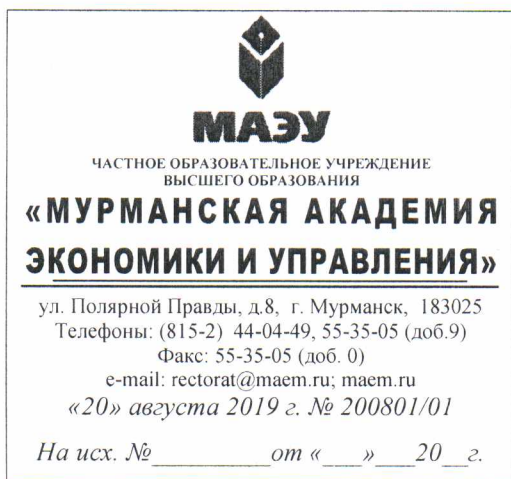 МАЭУ
ЧАСТНОЕ ОБРАЗОВАТЕЛЬНОЕ УЧРЕЖДЕНИЕ
ВЫСШЕГО ОБРАЗОВАНИЯ
«МУРМАНСКАЯ АКАДЕМИЯ
ЭКОНОМИКИ И УПРАВЛЕНИЯ»
ул. Полярной Правды, д.8, г. Мурманск, 183025
Телефоны: (815-2) 44-04-49, 55-35-05 (доб.9)
Факс: 55-35-05 (доб. 0)
e-mail: rectorat@maem.ru; maem.ru
«20» августа 2019 г. № 200801/01
На исх. №_________от «___»___20__г.